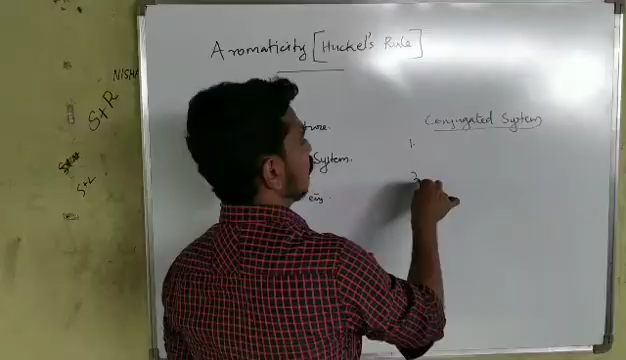 Aromaticity [Huckel's Rule]
Conjugated System
1.
2
System.
NISHA
S+R
S+R